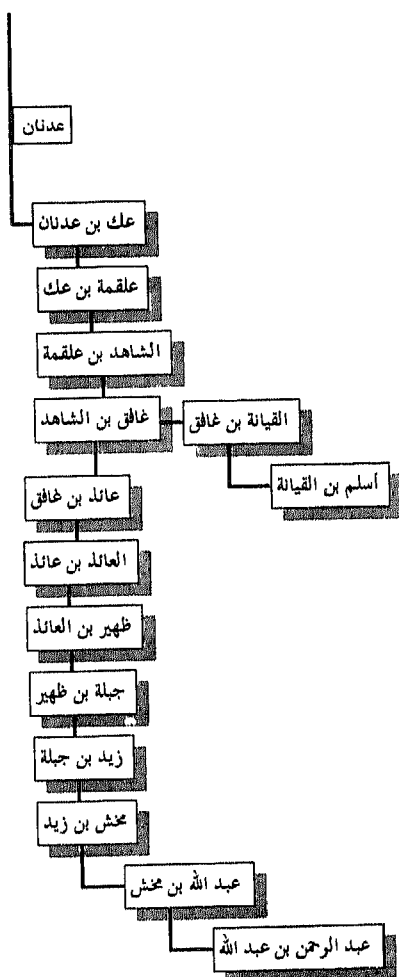 عدنان
عك بن عدنان
علقمة بن عك
الشاهد بن علقمة
غافق بن الشاهد
القيانة بن غافق
أسلم بن القيانة
عائذ بن غافق
العائذ بن عائذ
ظهير بن العائذ
جبلة بن ظهير
زيد بن جبلة
مخش بن زيد
عبد الله بن مخش
عبد الرحمن بن عبد الله